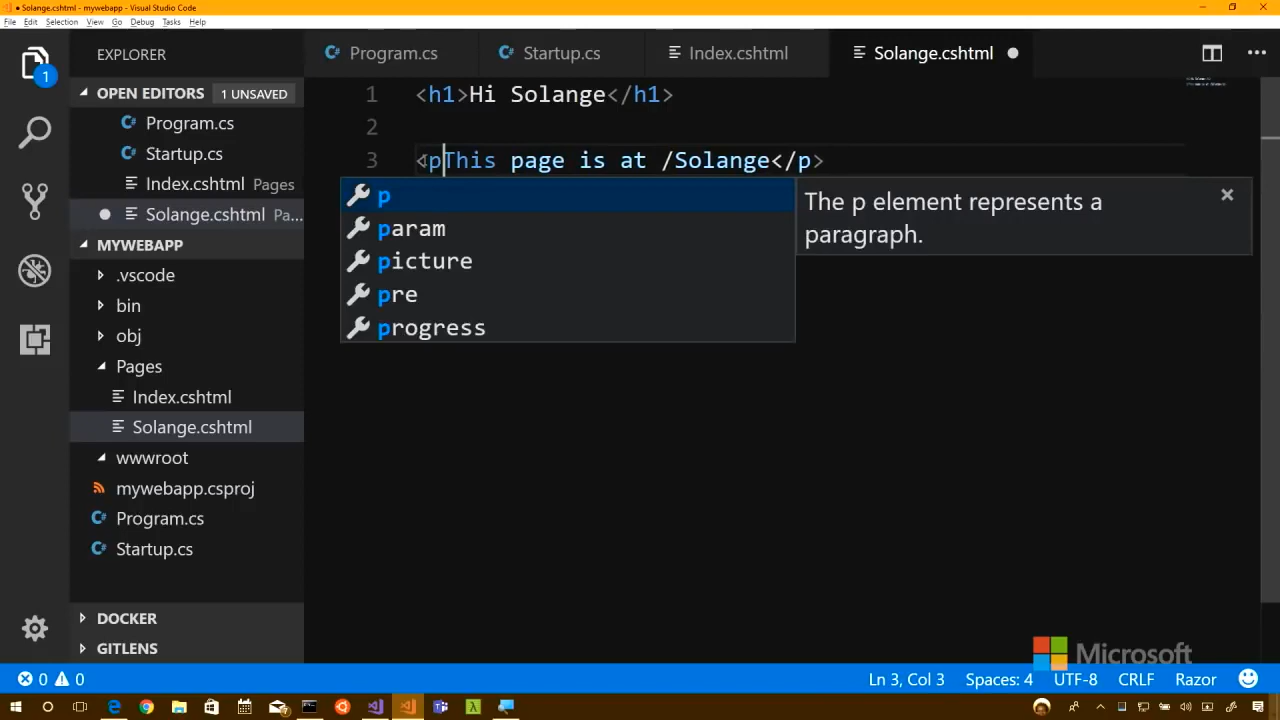 Solange.cshtml - mywebapp - Visual Studio Code
File Edit Selection View Go Debug Tasks Help
EXPLORER
Program.cs Startup.cs Index.cshtml Solange.cshtml
1
OPEN EDITORS 1 UNSAVED
Program.cs
Startup.cs
Index.cshtml Pages
Solange.cshtml Pa...
MYWEBAPP
.vscode
bin
obj
Pages
Index.cshtml
Solange.cshtml
wwwroot
mywebapp.csproj
Program.cs
Startup.cs
DOCKER
GITLENS
1 <h1>Hi Solange</h1>
2
3 <pThis page is at /Solange</p>
p
param
picture
pre
progress
The p element represents a
paragraph.
Microsoft
0 0 Ln 3, Col 3 Spaces: 4 UTF-8 CRLF Razor